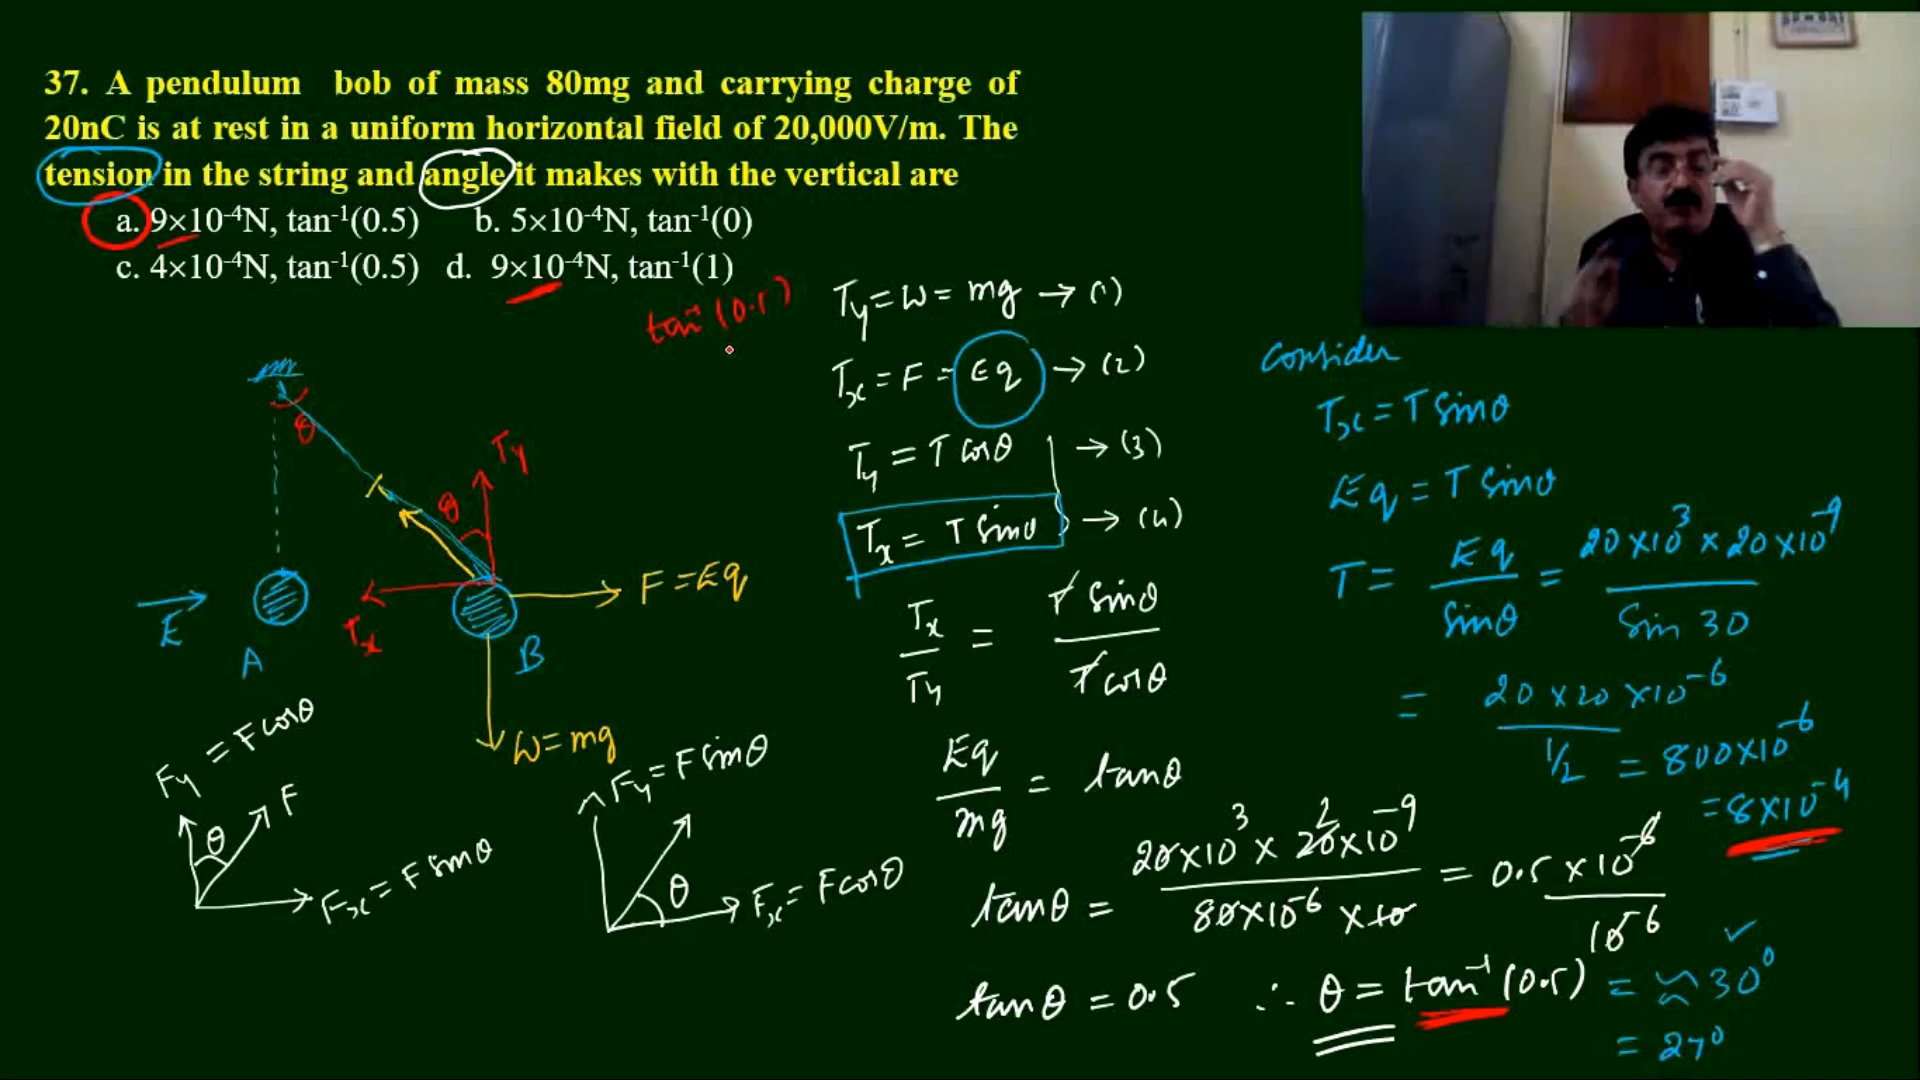 37. A pendulum bob of mass 80mg and carrying charge of
20nC is at rest in a uniform horizontal field of 20,000V/m. The
tension in the string and angle it makes with the vertical are
a. 9×10⁻⁴N, tan⁻¹(0.5) b. 5×10⁻⁴N, tan⁻¹(0)
c. 4×10⁻⁴N, tan⁻¹(0.5) d. 9×10⁻⁴N, tan⁻¹(1)
tan⁻¹(0.5)
θ
Ty
θ
F = Eq
E
Tx
A
B
W=mg
Fy = Fcosθ
F
θ
Fx = F sinθ
Fy = F sinθ
θ
Fx = Fcosθ
Ty = W = mg → (1)
Tx = F = Eq → (2)
Ty = T cosθ → (3)
Tx = T sinθ → (4)
Tx/Ty = T sinθ / T cosθ
Eq/mg = tanθ
tanθ = 20×10³ × 20×10⁻⁹ / 80×10⁻⁶ ×10 = 0.5 × 10⁻⁶ / 10⁻⁶
2
tanθ = 0.5 ∴ θ = tan⁻¹(0.5) = ≈ 30⁰
= 27⁰
Consider
Tx = T sinθ
Eq = T sinθ
T = Eq / sinθ = 20×10³ × 20×10⁻⁹ / Sin 30
= 20 × 20 × 10⁻⁶ / 1/2 = 800×10⁻⁶
= 8×10⁻⁴